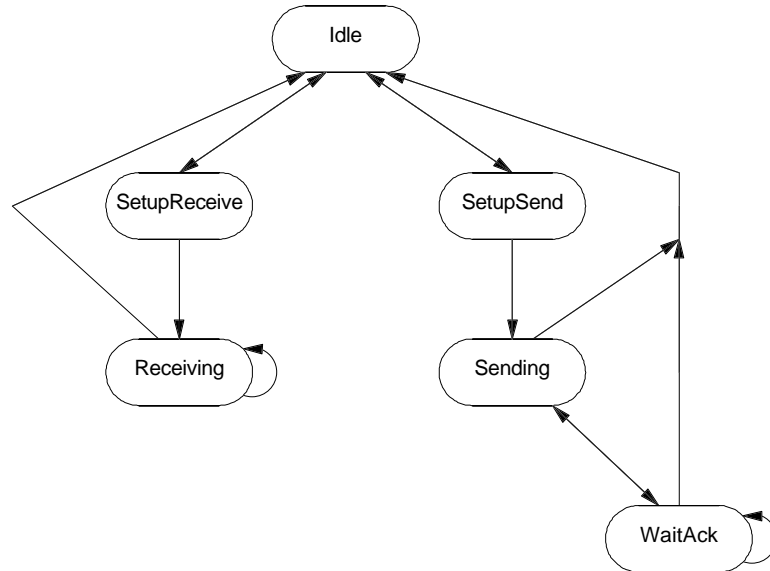 Idle
SetupReceive
SetupSend
Receiving
Sending
WaitAck